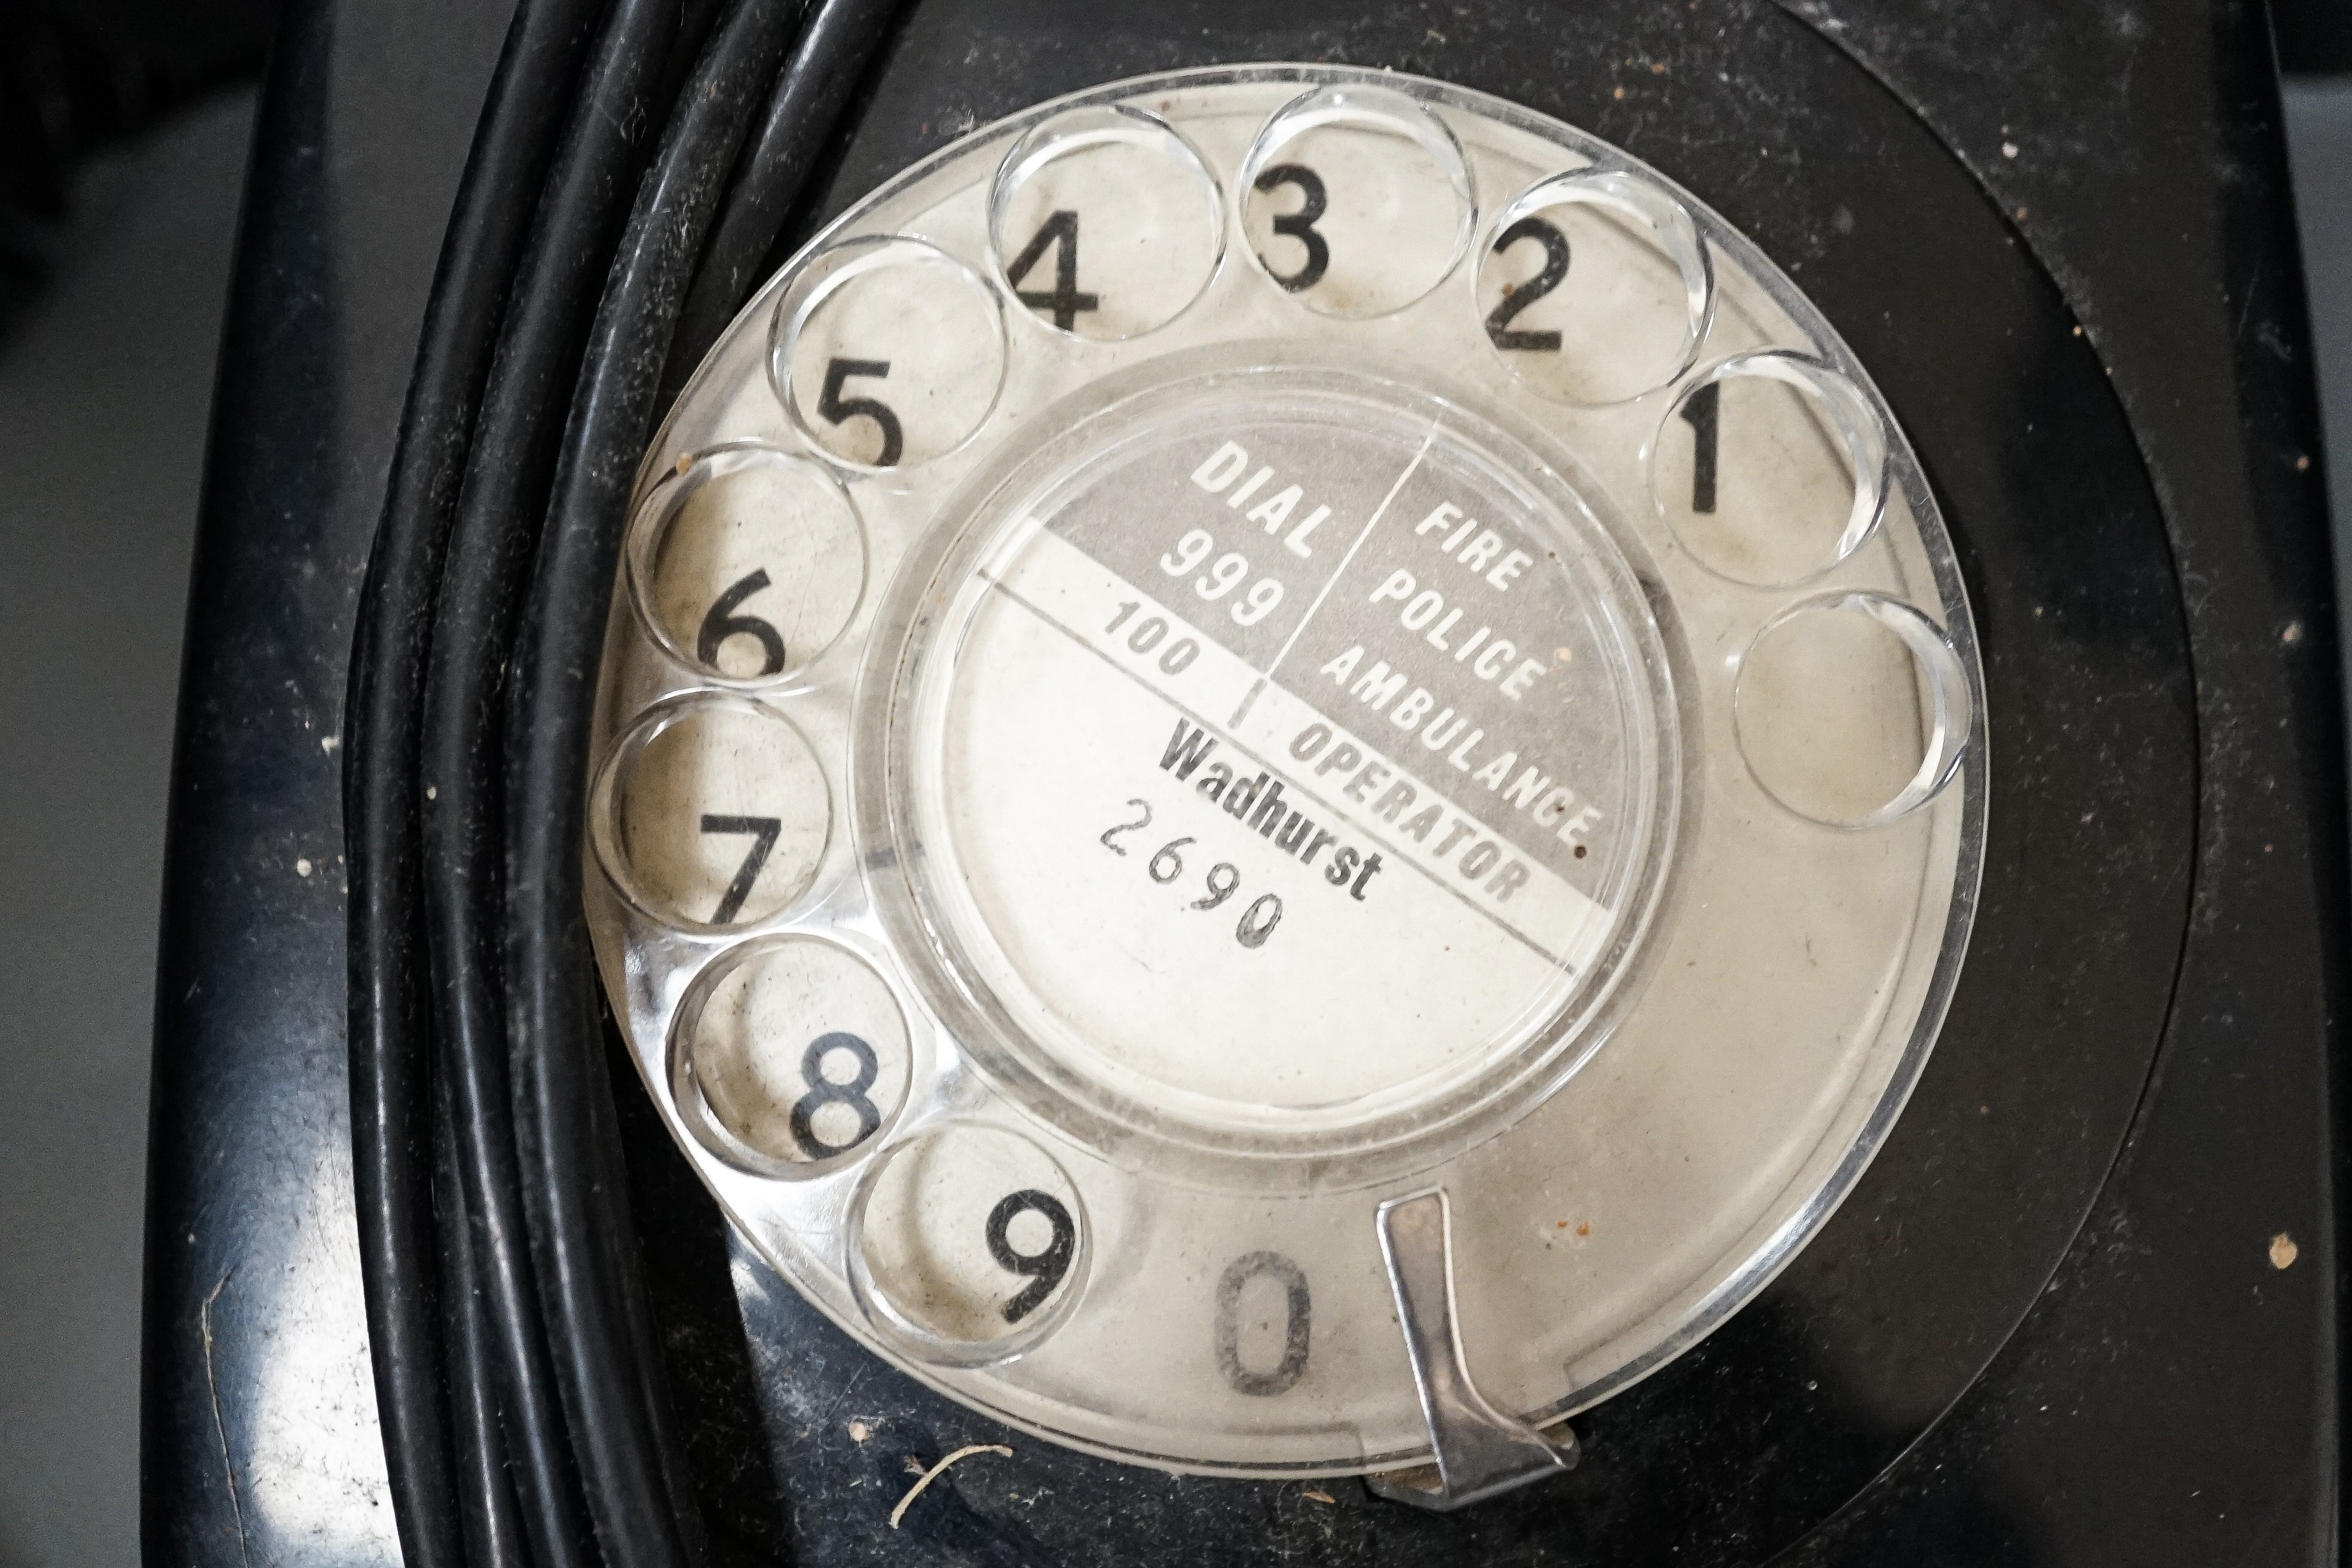 3
4
2
5
1
6
7
8
9
0
DIAL
999
FIRE
POLICE
AMBULANCE
100
OPERATOR
Wadhurst
2690